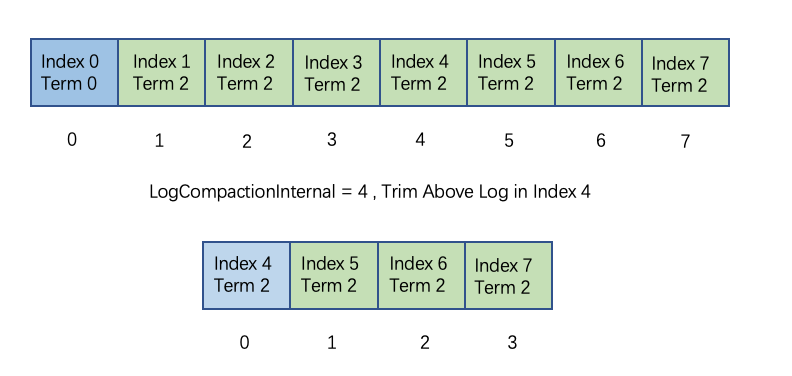 Index 0 Index 1 Index 2 Index 3 Index 4 Index 5 Index 6 Index 7
Term 0 Term 2 Term 2 Term 2 Term 2 Term 2 Term 2 Term 2
0 1 2 3 4 5 6 7
LogCompactionInternal = 4 , Trim Above Log in Index 4
Index 4 Index 5 Index 6 Index 7
Term 2 Term 2 Term 2 Term 2
0 1 2 3